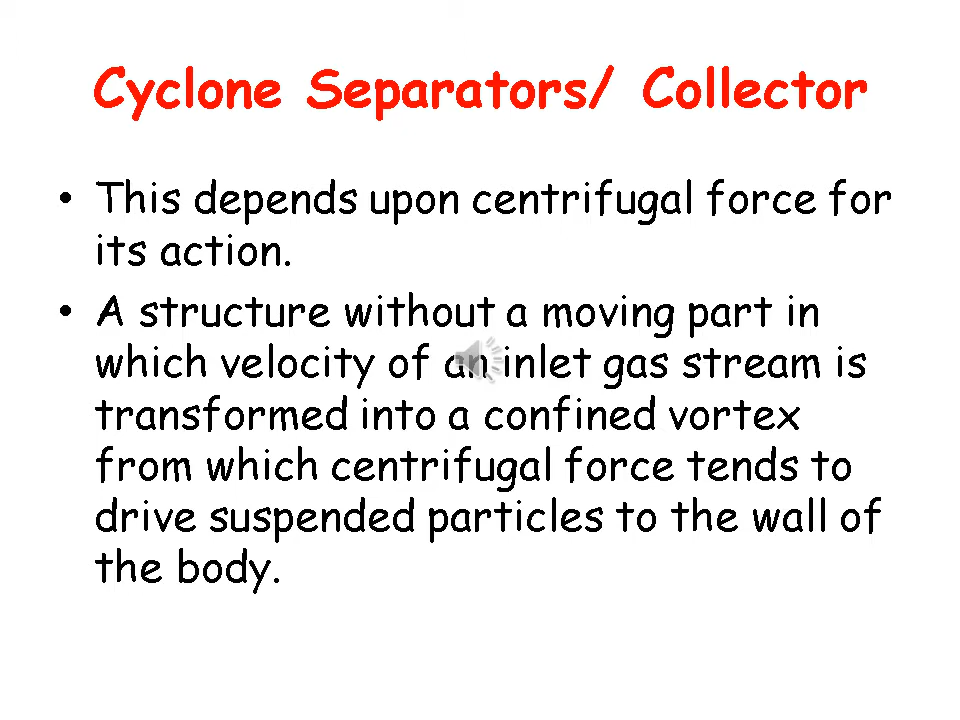 Cyclone Separators/ Collector
• This depends upon centrifugal force for
its action.
• A structure without a moving part in
which velocity of an inlet gas stream is
transformed into a confined vortex
from which centrifugal force tends to
drive suspended particles to the wall of
the body.